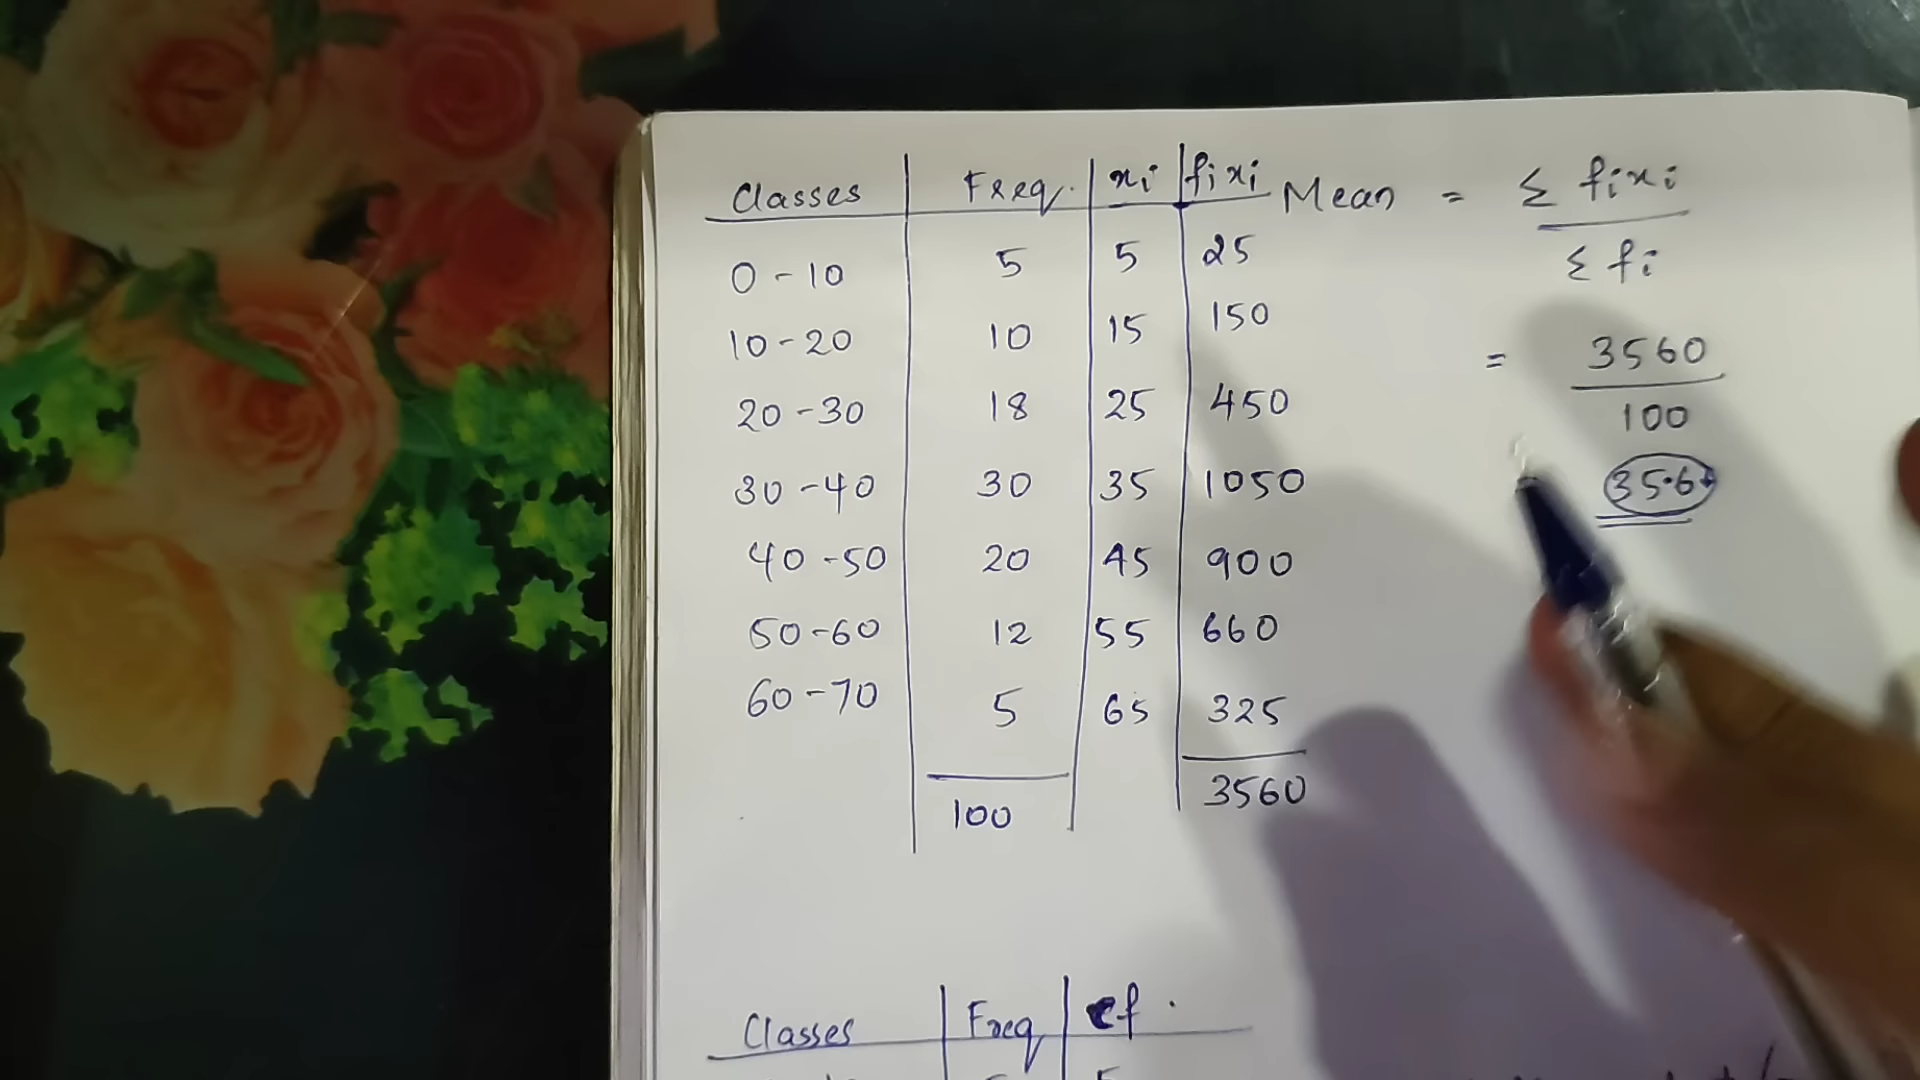 Classes Freq. xi fixi Mean = Σ fixi
Σ fi
0-10 5 5 25
10-20 10 15 150
= 3560
100
20-30 18 25 450
35.6
30-40 30 35 1050
40-50 20 45 900
50-60 12 55 660
60-70 5 65 325
100 3560
Classes Freq cf.